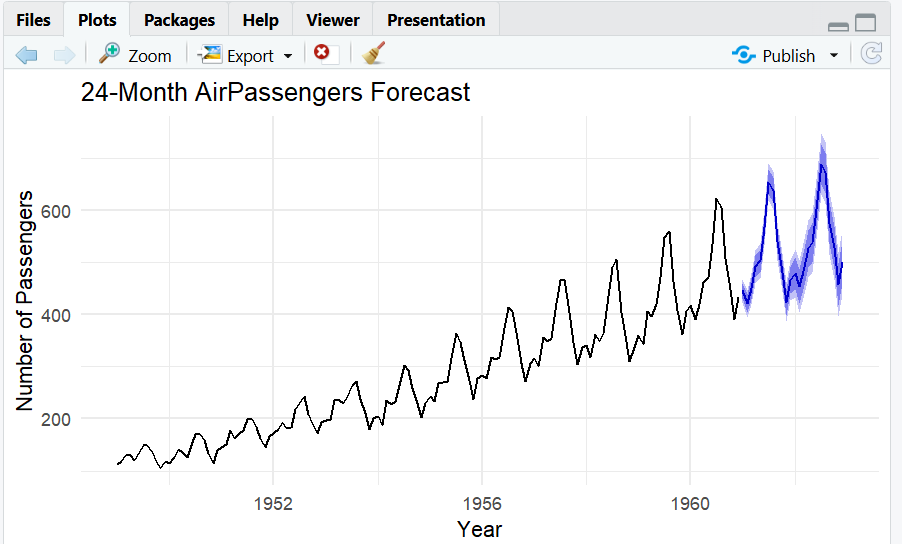 Files Plots Packages Help Viewer Presentation
Zoom Export Publish
24-Month AirPassengers Forecast
Number of Passengers
600
400
200
1952 1956 1960
Year